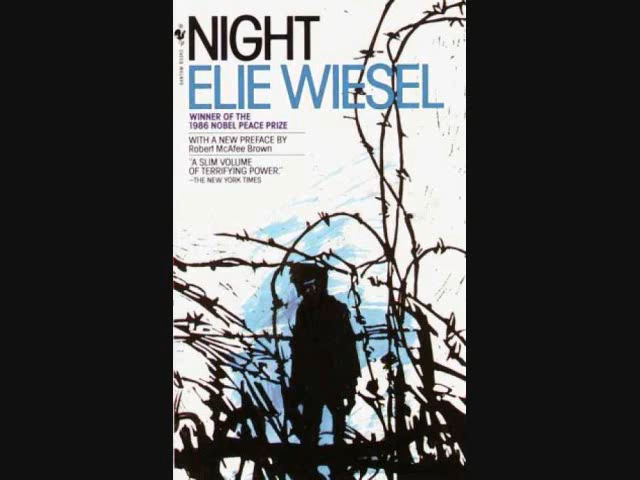 NIGHT
ELIE WIESEL
WINNER OF THE
1986 NOBEL PEACE PRIZE
WITH A NEW PREFACE BY
Robert McAfee Brown
"A SLIM VOLUME
OF TERRIFYING POWER."
—THE NEW YORK TIMES